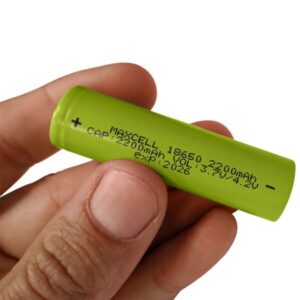 + MAXCELL 18650 2200mAh
CAP:2200mAh VOL:3.7V/4.2V -
exp:2026